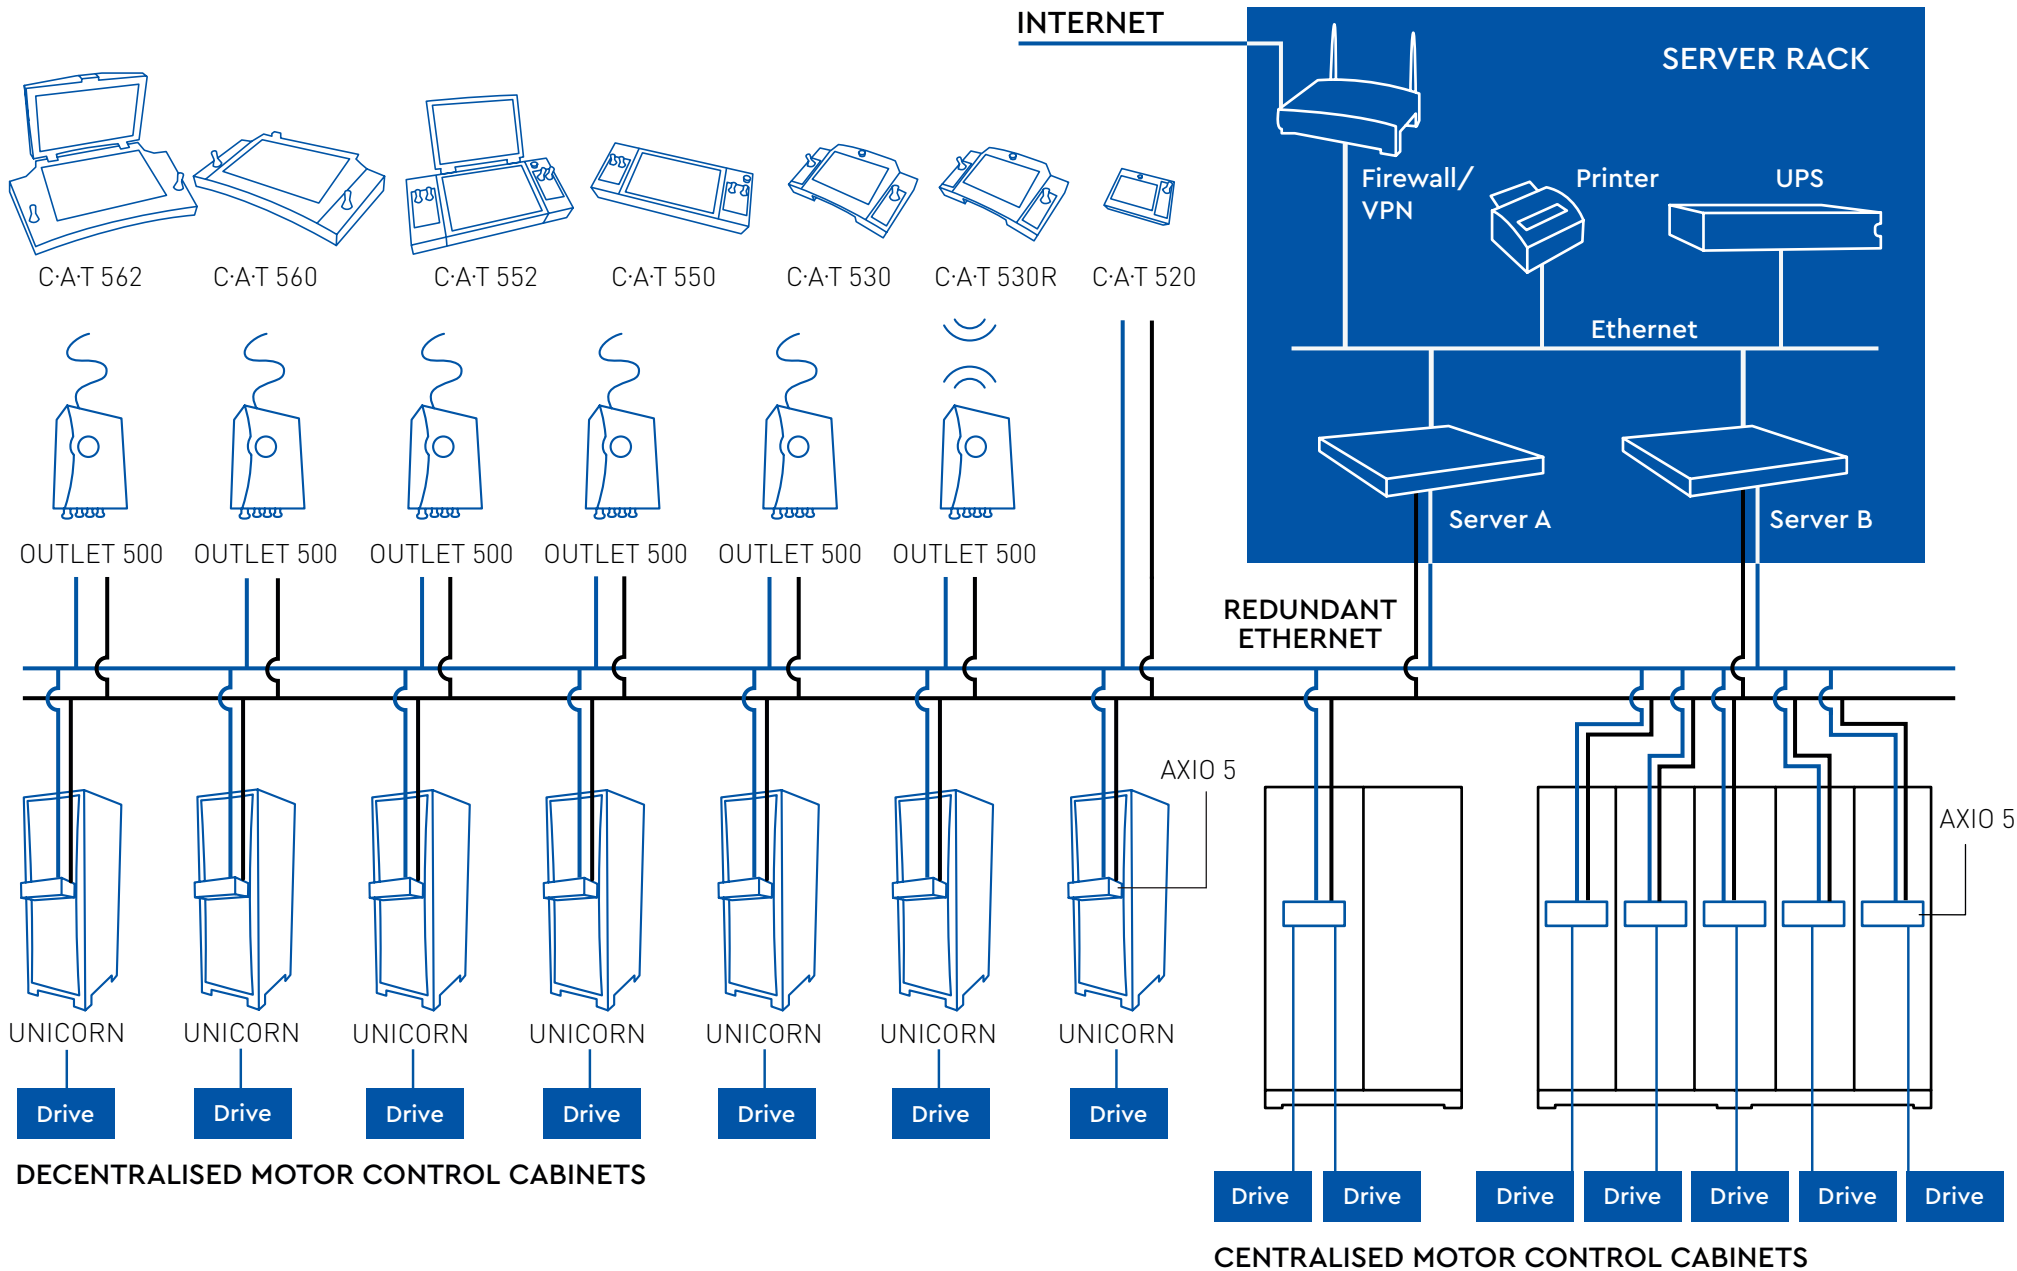 INTERNET
SERVER RACK
Firewall/
VPN
Printer
UPS
C·A·T 562
C·A·T 560
C·A·T 552
C·A·T 550
C·A·T 530
C·A·T 530R
C·A·T 520
Ethernet
Server A
Server B
OUTLET 500
OUTLET 500
OUTLET 500
OUTLET 500
OUTLET 500
OUTLET 500
REDUNDANT
ETHERNET
AXIO 5
AXIO 5
UNICORN
UNICORN
UNICORN
UNICORN
UNICORN
UNICORN
UNICORN
Drive
Drive
Drive
Drive
Drive
Drive
Drive
DECENTRALISED MOTOR CONTROL CABINETS
Drive
Drive
Drive
Drive
Drive
Drive
Drive
CENTRALISED MOTOR CONTROL CABINETS